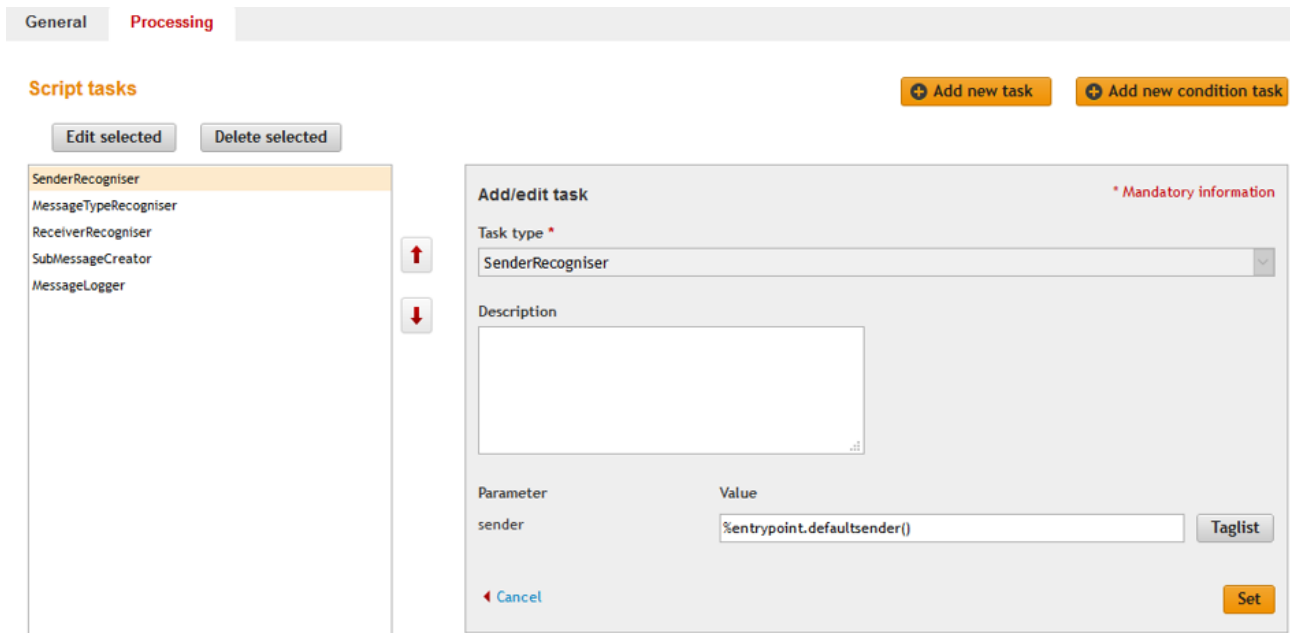 General Processing
Script tasks
Add new task Add new condition task
Edit selected Delete selected
SenderRecogniser
MessageTypeRecogniser
ReceiverRecogniser
SubMessageCreator
MessageLogger
Add/edit task * Mandatory information
Task type *
SenderRecogniser
Description
Parameter Value
sender %entrypoint.defaultsender() Taglist
Cancel Set